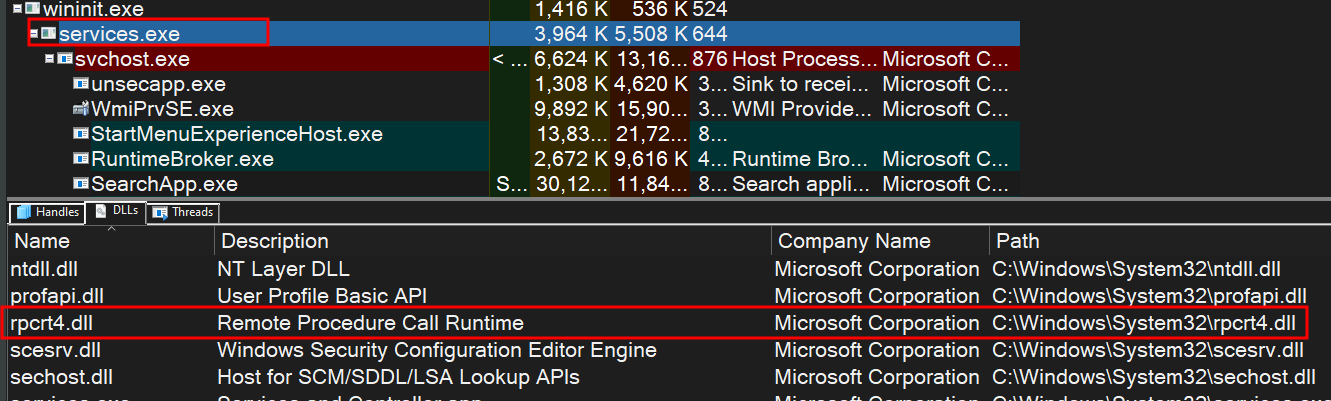 wininit.exe 1,416 K 536 K 524
services.exe 3,964 K 5,508 K 644
svchost.exe < ... 6,624 K 13,16... 876 Host Process... Microsoft C...
unsecapp.exe 1,308 K 4,620 K 3... Sink to recei... Microsoft C...
WmiPrvSE.exe 9,892 K 15,90... 3... WMI Provide... Microsoft C...
StartMenuExperienceHost.exe 13,83... 21,72... 8...
RuntimeBroker.exe 2,672 K 9,616 K 4... Runtime Bro... Microsoft C...
SearchApp.exe S... 30,12... 11,84... 8... Search appli... Microsoft C...
Handles DLLs Threads
Name Description Company Name Path
ntdll.dll NT Layer DLL Microsoft Corporation C:\Windows\System32\ntdll.dll
profapi.dll User Profile Basic API Microsoft Corporation C:\Windows\System32\profapi.dll
rpcrt4.dll Remote Procedure Call Runtime Microsoft Corporation C:\Windows\System32\rpcrt4.dll
scesrv.dll Windows Security Configuration Editor Engine Microsoft Corporation C:\Windows\System32\scesrv.dll
sechost.dll Host for SCM/SDDL/LSA Lookup APIs Microsoft Corporation C:\Windows\System32\sechost.dll